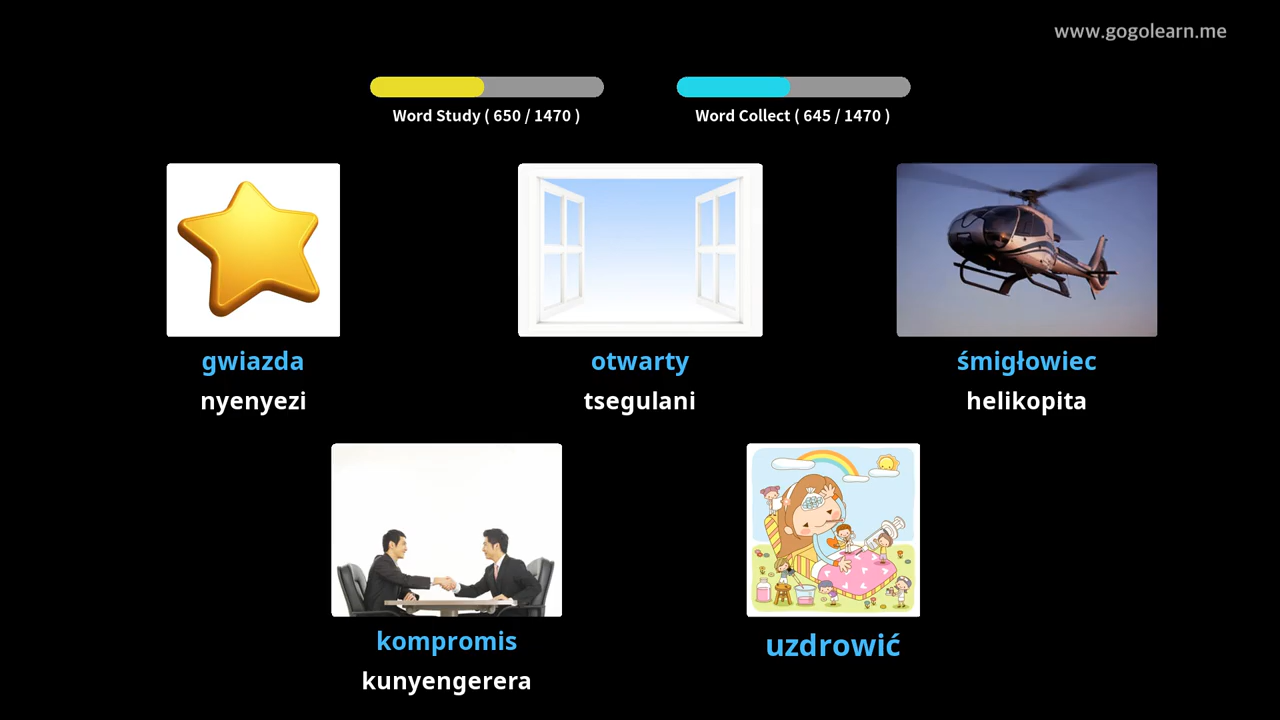 www.gogolearn.me
Word Study ( 650 / 1470 )
Word Collect ( 645 / 1470 )
gwiazda
nyenyezi
otwarty
tsegulani
śmigłowiec
helikopita
kompromis
kunyengerera
uzdrowić